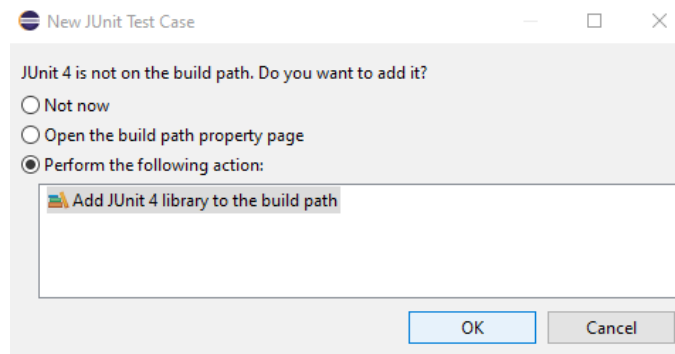 New JUnit Test Case
JUnit 4 is not on the build path. Do you want to add it?
Not now
Open the build path property page
Perform the following action:
Add JUnit 4 library to the build path
OK
Cancel